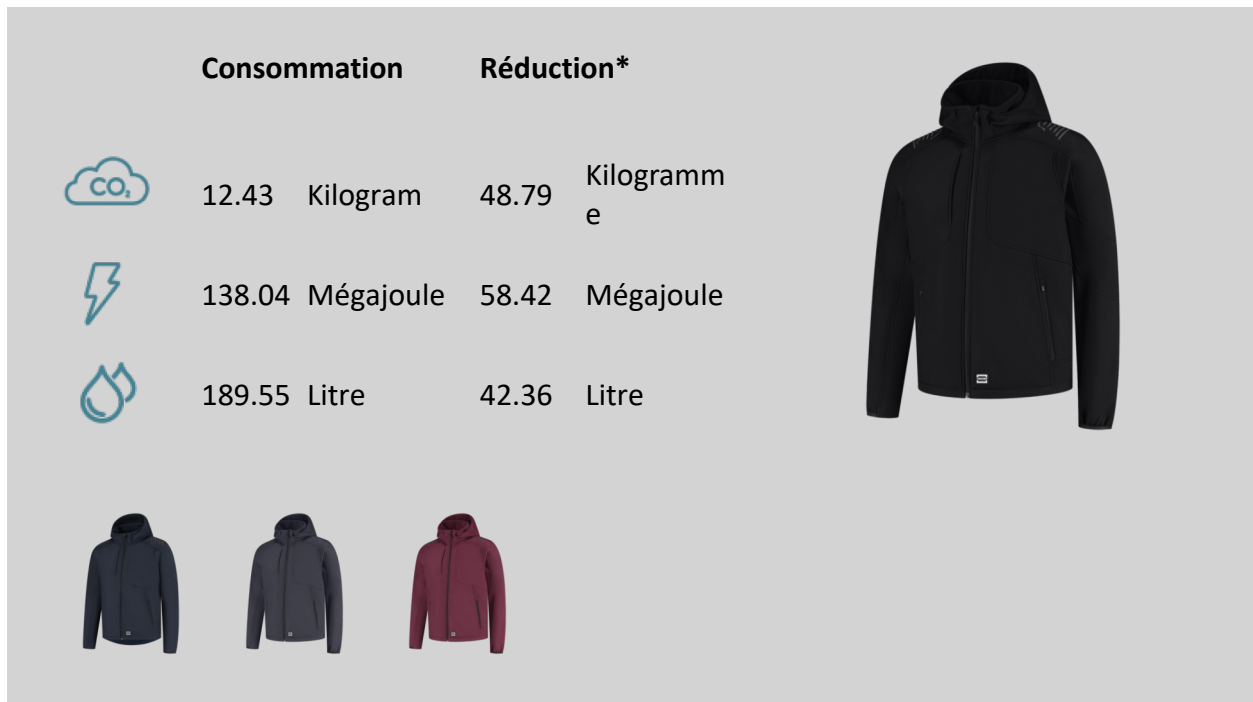 Consommation Réduction*
CO₂ 12.43 Kilogram 48.79 Kilogramm
e
138.04 Mégajoule 58.42 Mégajoule
189.55 Litre 42.36 Litre